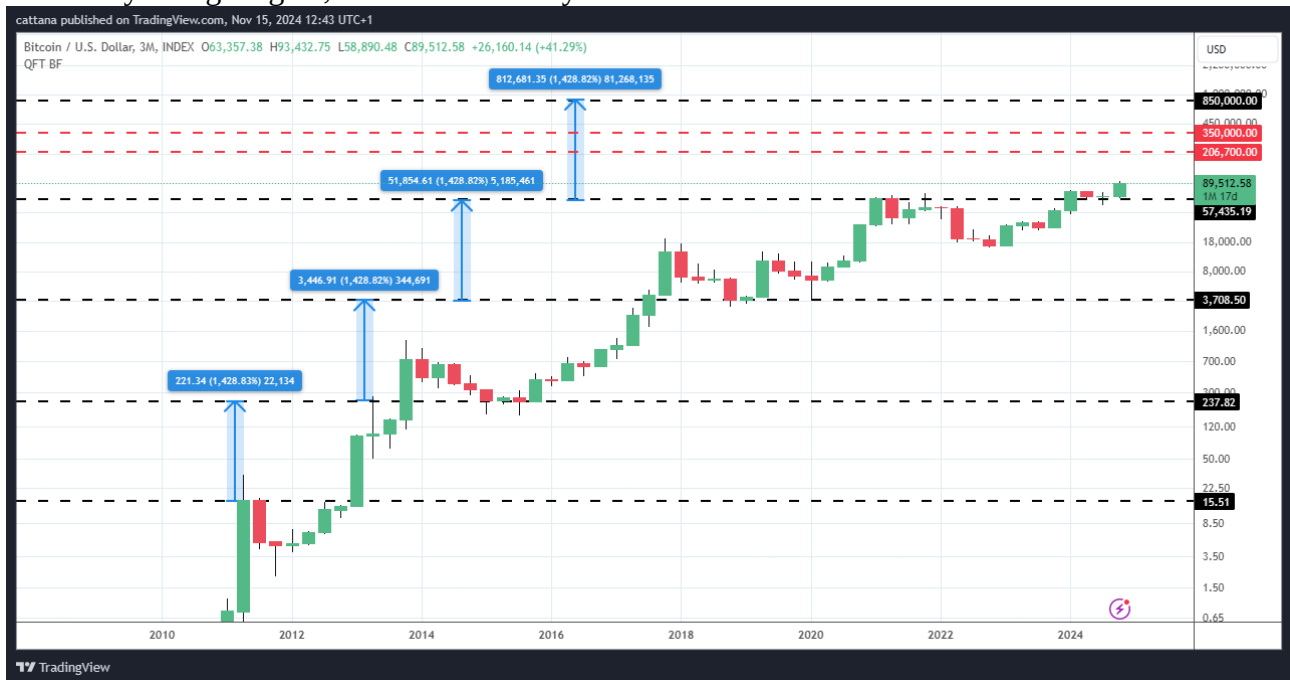 cattana published on TradingView.com, Nov 15, 2024 12:43 UTC+1
Bitcoin / U.S. Dollar, 3M, INDEX O63,357.38 H93,432.75 L58,890.48 C89,512.58 +26,160.14 (+41.29%)
QFT BF
USD
812,681.35 (1,428.82%) 81,268,135
850,000.00
450,000.00
350,000.00
206,700.00
51,854.61 (1,428.82%) 5,185,461
89,512.58
1M 17d
57,435.19
18,000.00
8,000.00
3,446.91 (1,428.82%) 344,691
3,708.50
1,600.00
700.00
221.34 (1,428.83%) 22,134
300.00
237.82
120.00
50.00
22.50
15.51
8.50
3.50
1.50
0.65
2010 2012 2014 2016 2018 2020 2022 2024
TradingView